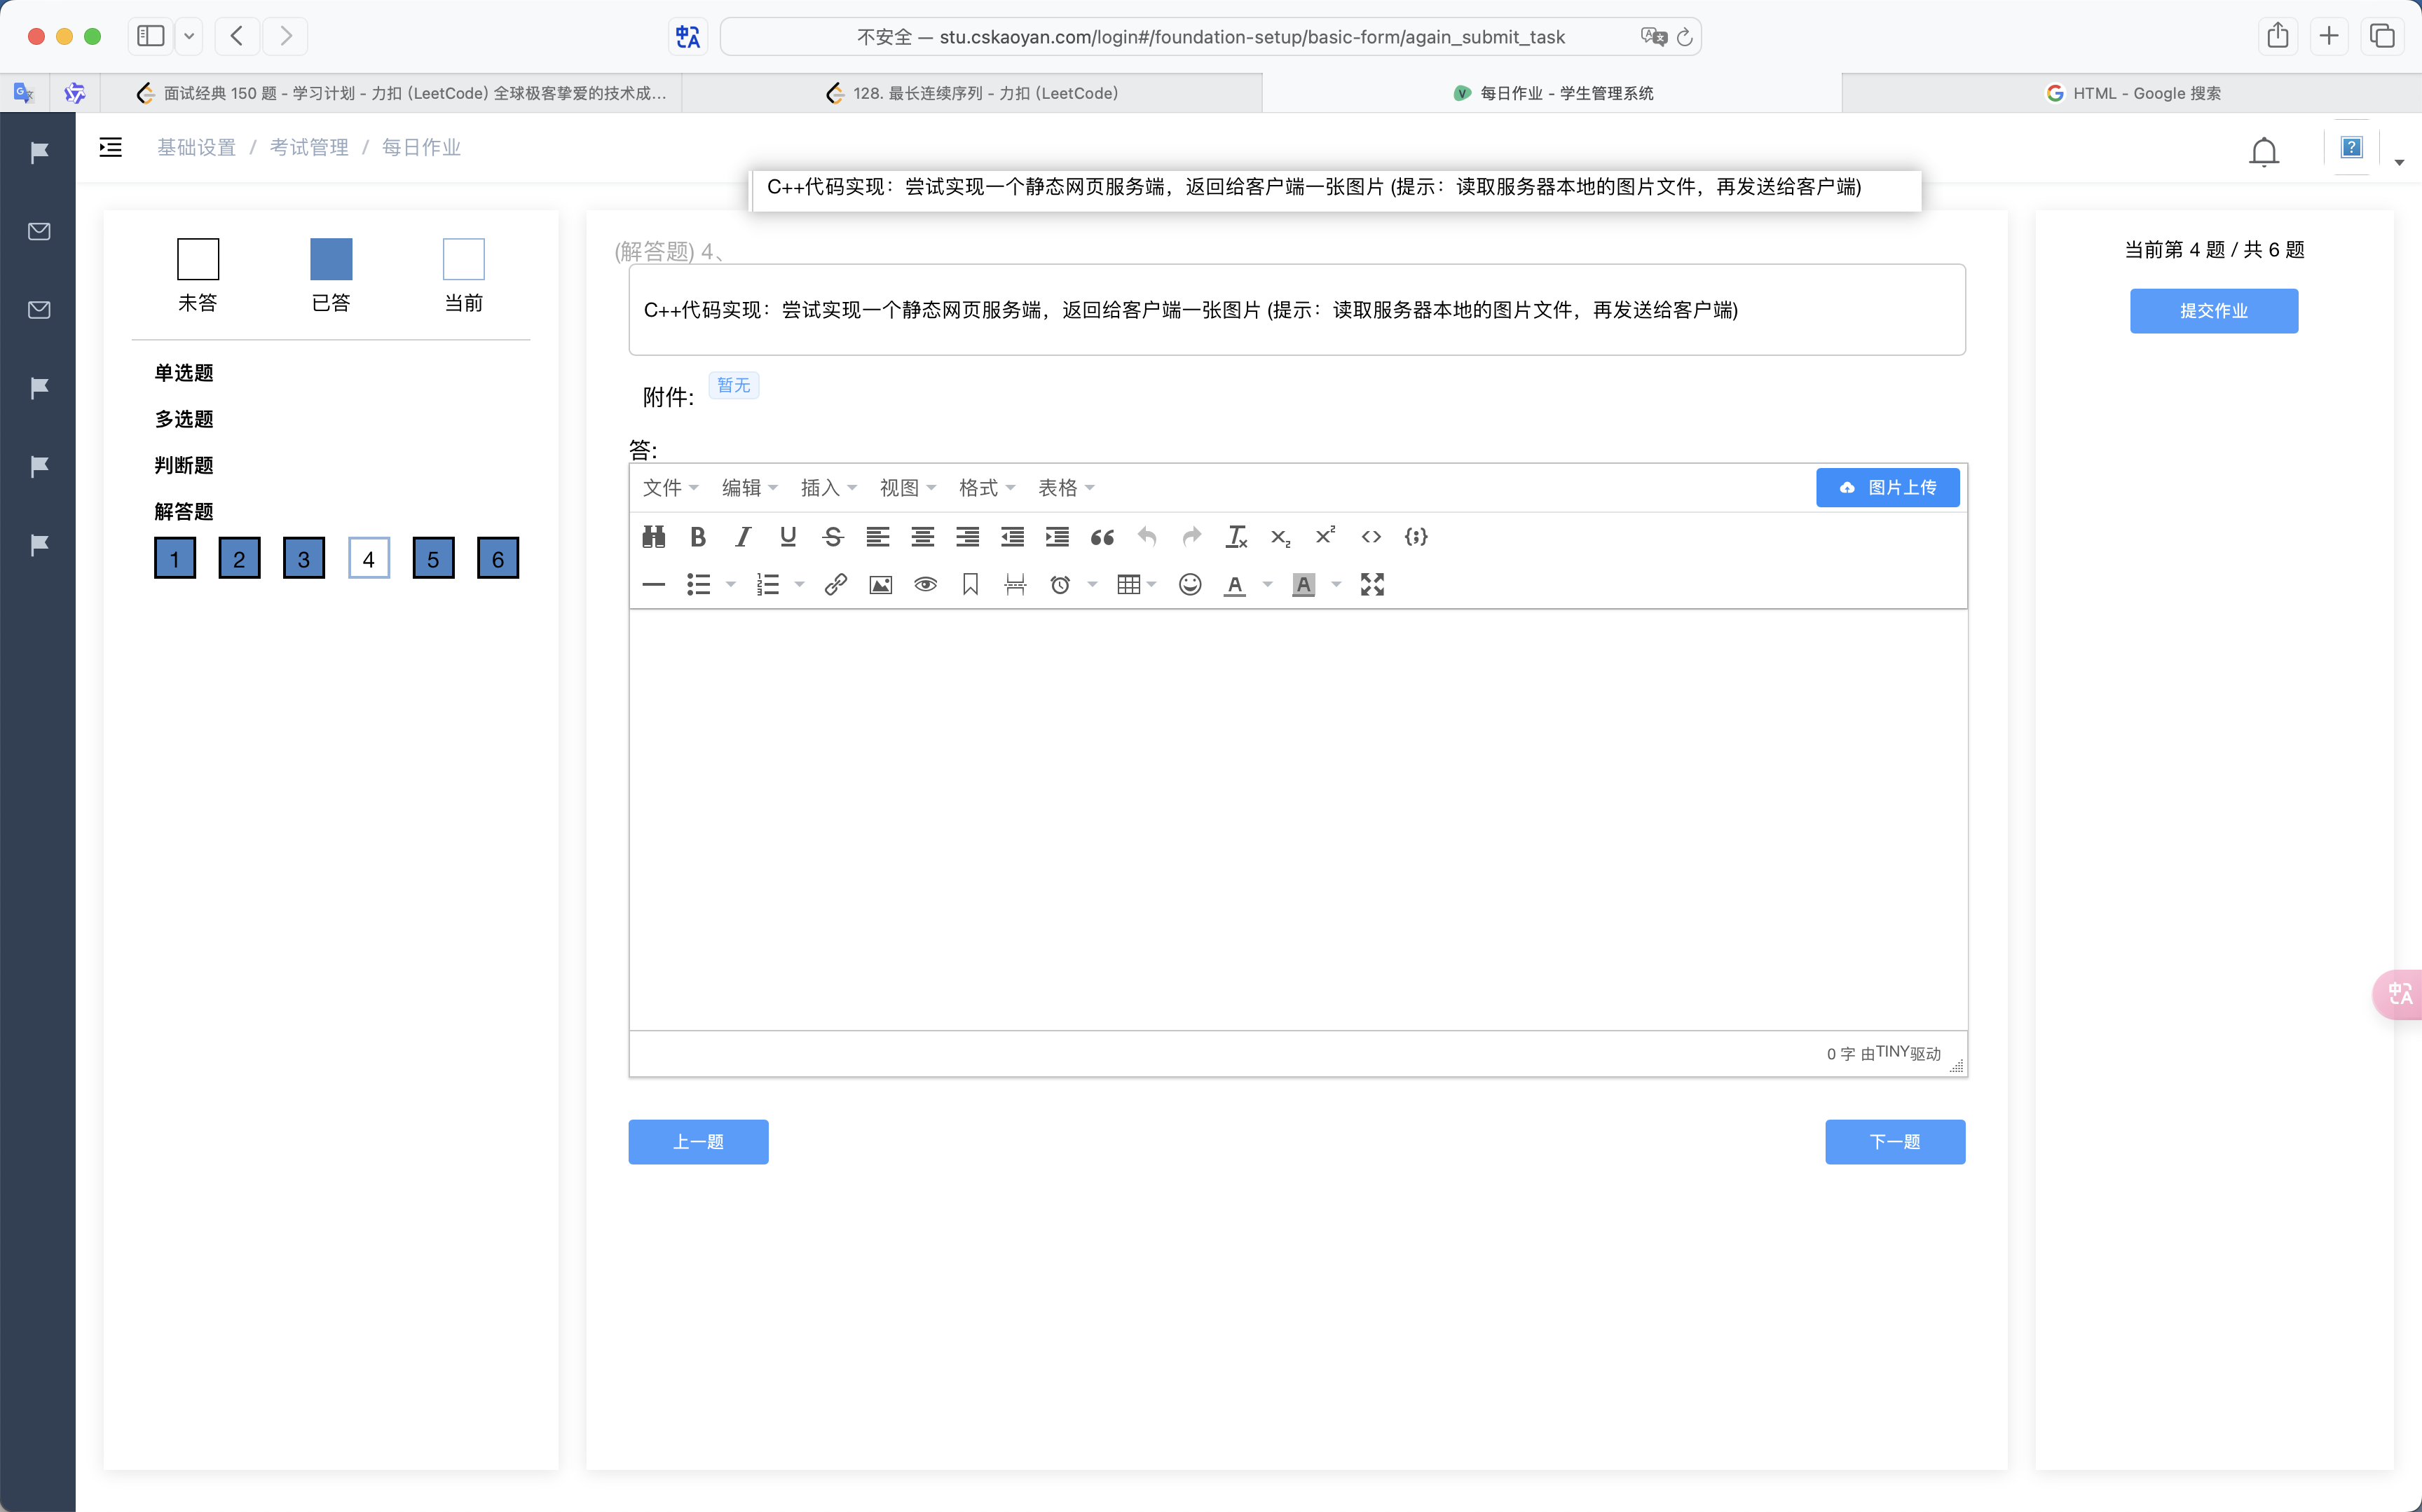 不安全 — stu.cskaoyan.com/login#/foundation-setup/basic-form/again_submit_task
面试经典 150 题 - 学习计划 - 力扣 (LeetCode) 全球极客挚爱的技术成...
128. 最长连续序列 - 力扣 (LeetCode)
每日作业 - 学生管理系统
HTML - Google 搜索
基础设置 / 考试管理 / 每日作业
C++代码实现：尝试实现一个静态网页服务端，返回给客户端一张图片 (提示：读取服务器本地的图片文件，再发送给客户端)
未答 已答 当前
单选题
多选题
判断题
解答题
1 2 3 4 5 6
(解答题) 4、
C++代码实现：尝试实现一个静态网页服务端，返回给客户端一张图片 (提示：读取服务器本地的图片文件，再发送给客户端)
附件: 暂无
答:
文件 编辑 插入 视图 格式 表格 图片上传
0 字 由TINY驱动
上一题 下一题
当前第 4 题 / 共 6 题
提交作业